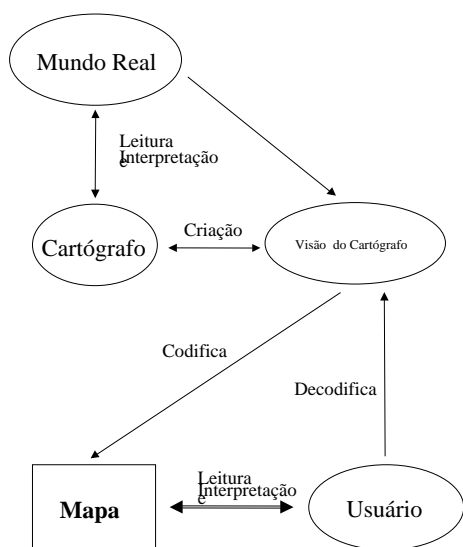 Mundo Real
Leitura
e Interpretação
Cartógrafo
Criação
Visão do Cartógrafo
Codifica
Decodifica
Mapa
Leitura
e Interpretação
Usuário